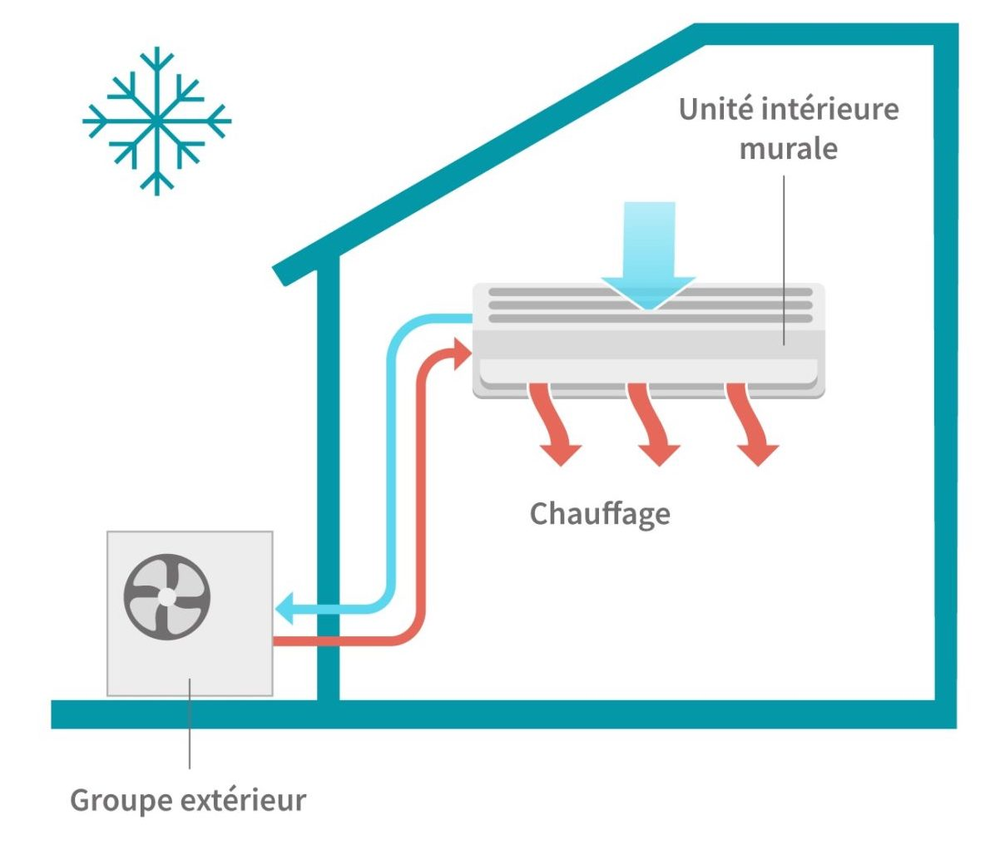 Unité intérieure
murale
Chauffage
Groupe extérieur